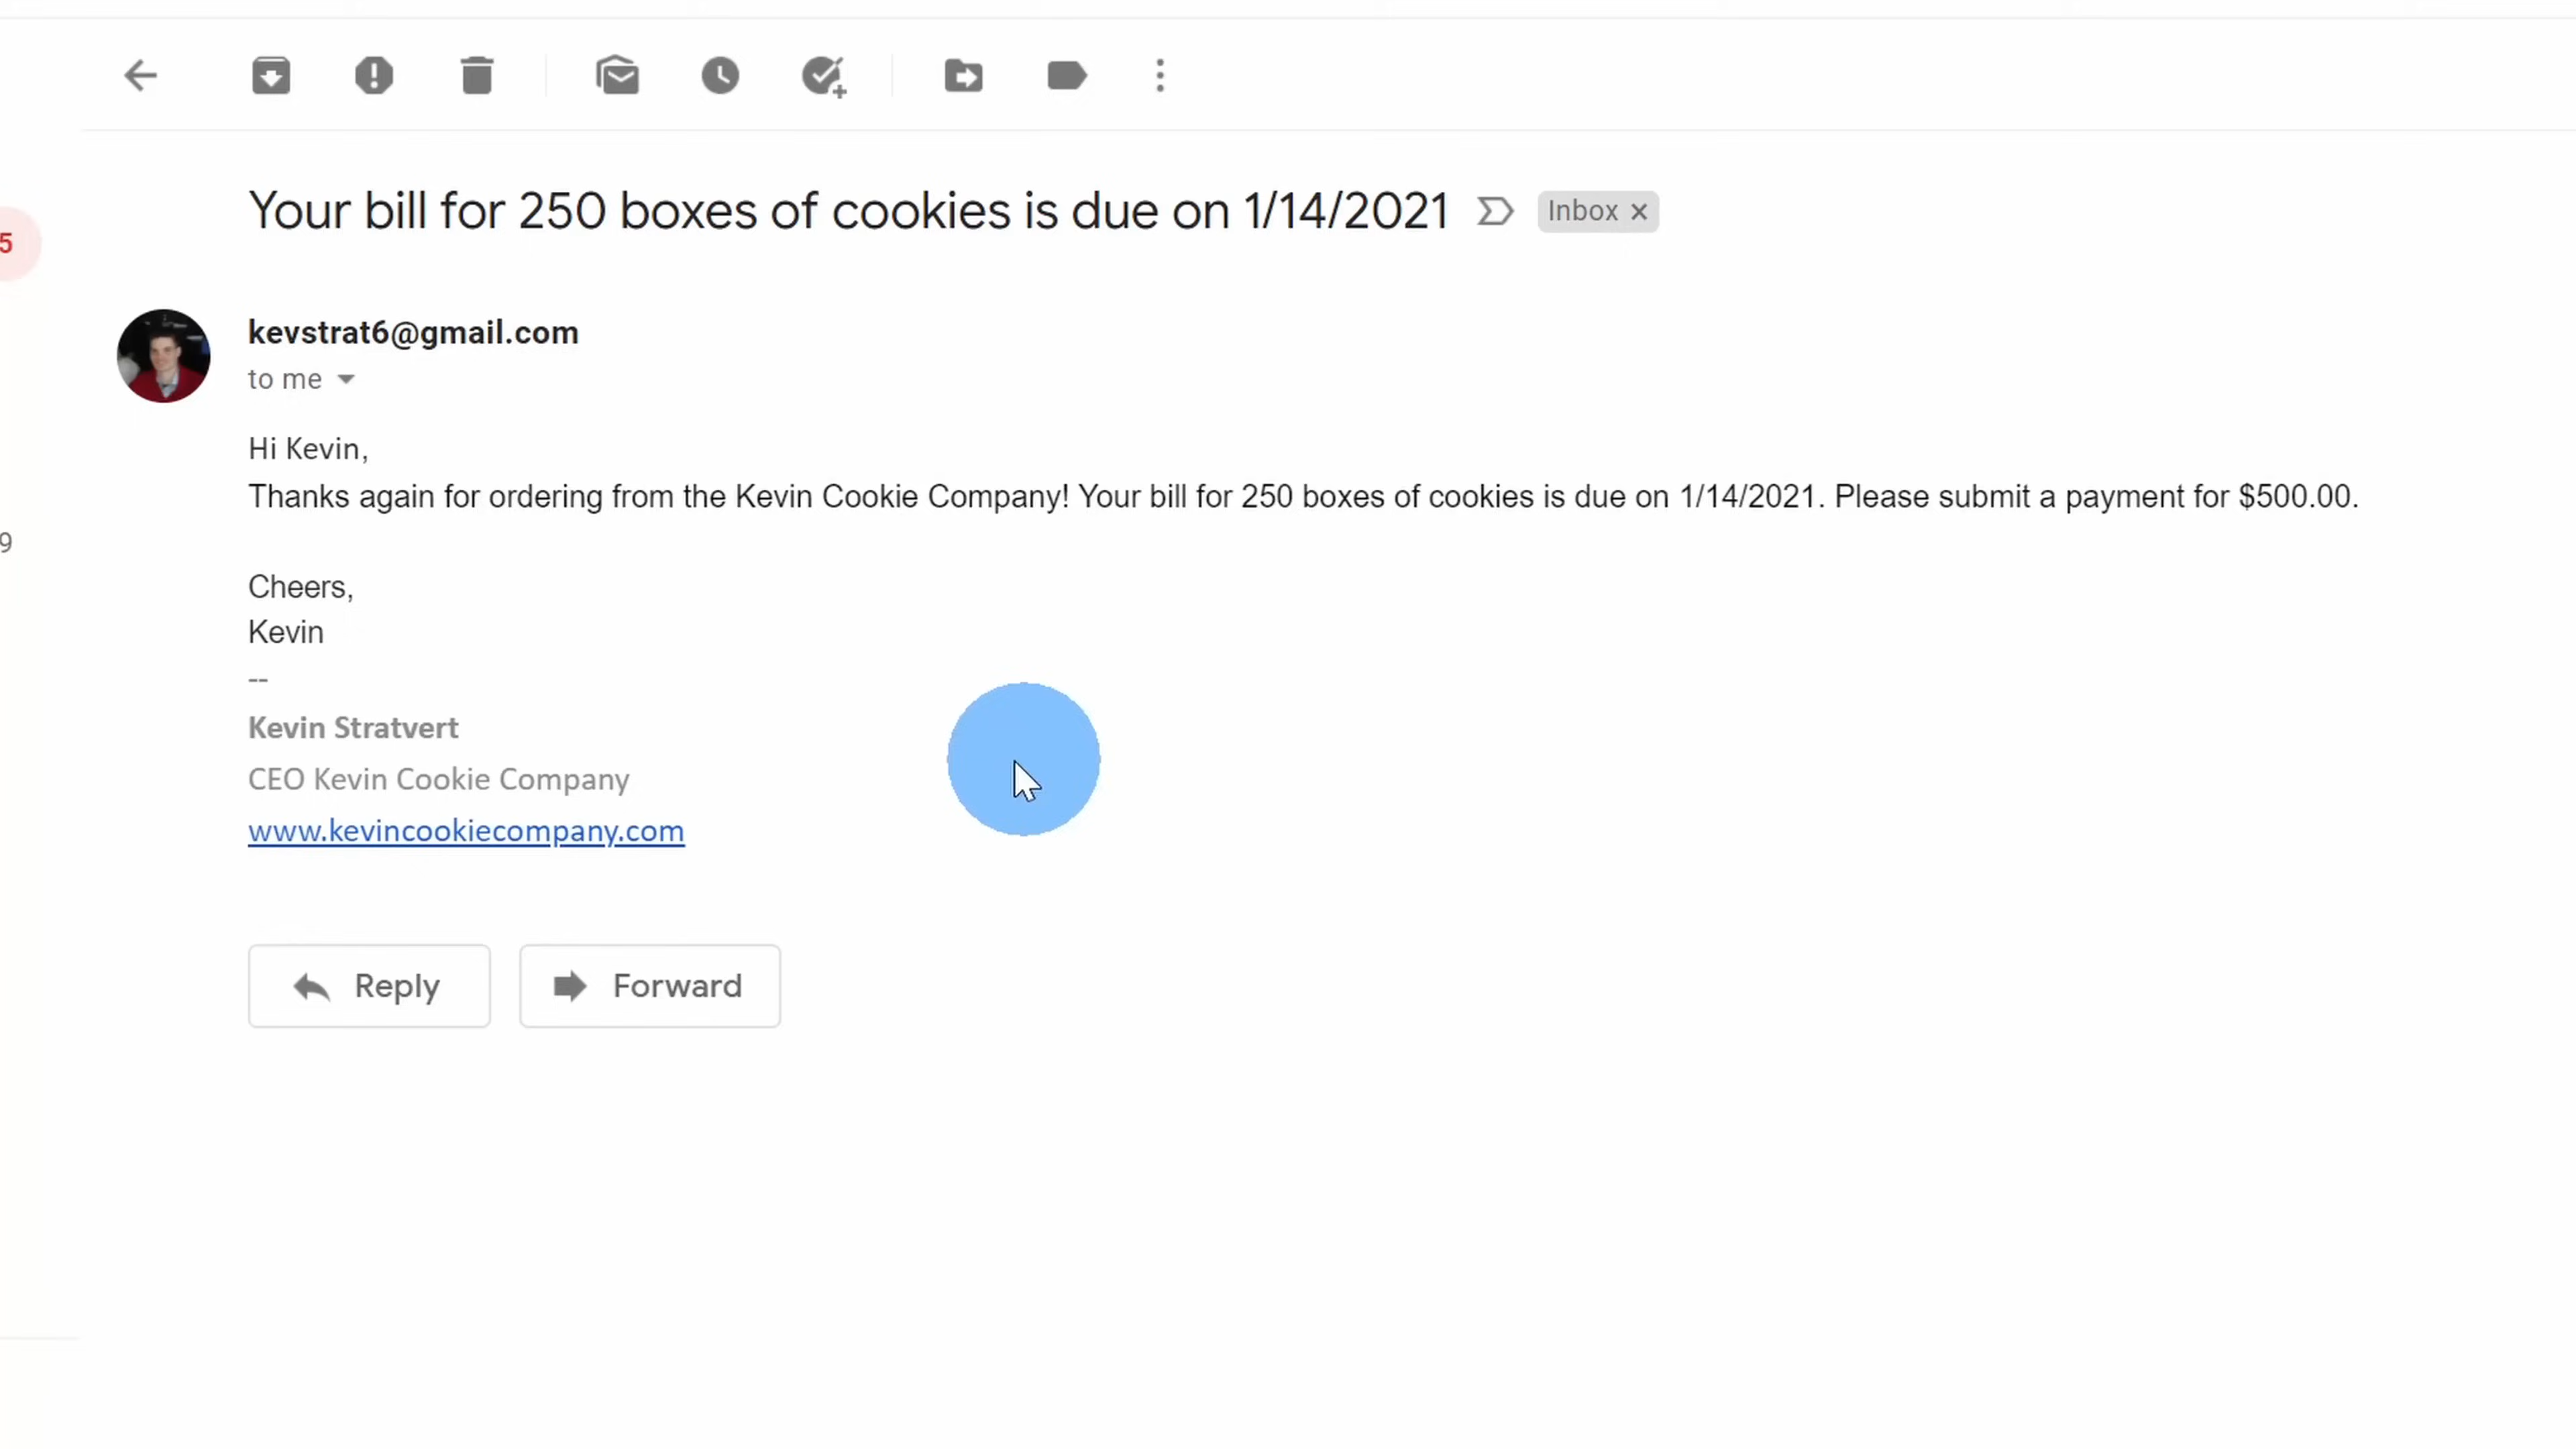 Your bill for 250 boxes of cookies is due on 1/14/2021 Inbox ×
5
kevstrat6@gmail.com
to me
Hi Kevin,
Thanks again for ordering from the Kevin Cookie Company! Your bill for 250 boxes of cookies is due on 1/14/2021. Please submit a payment for $500.00.
9
Cheers,
Kevin
--
Kevin Stratvert
CEO Kevin Cookie Company
www.kevincookiecompany.com
Reply Forward